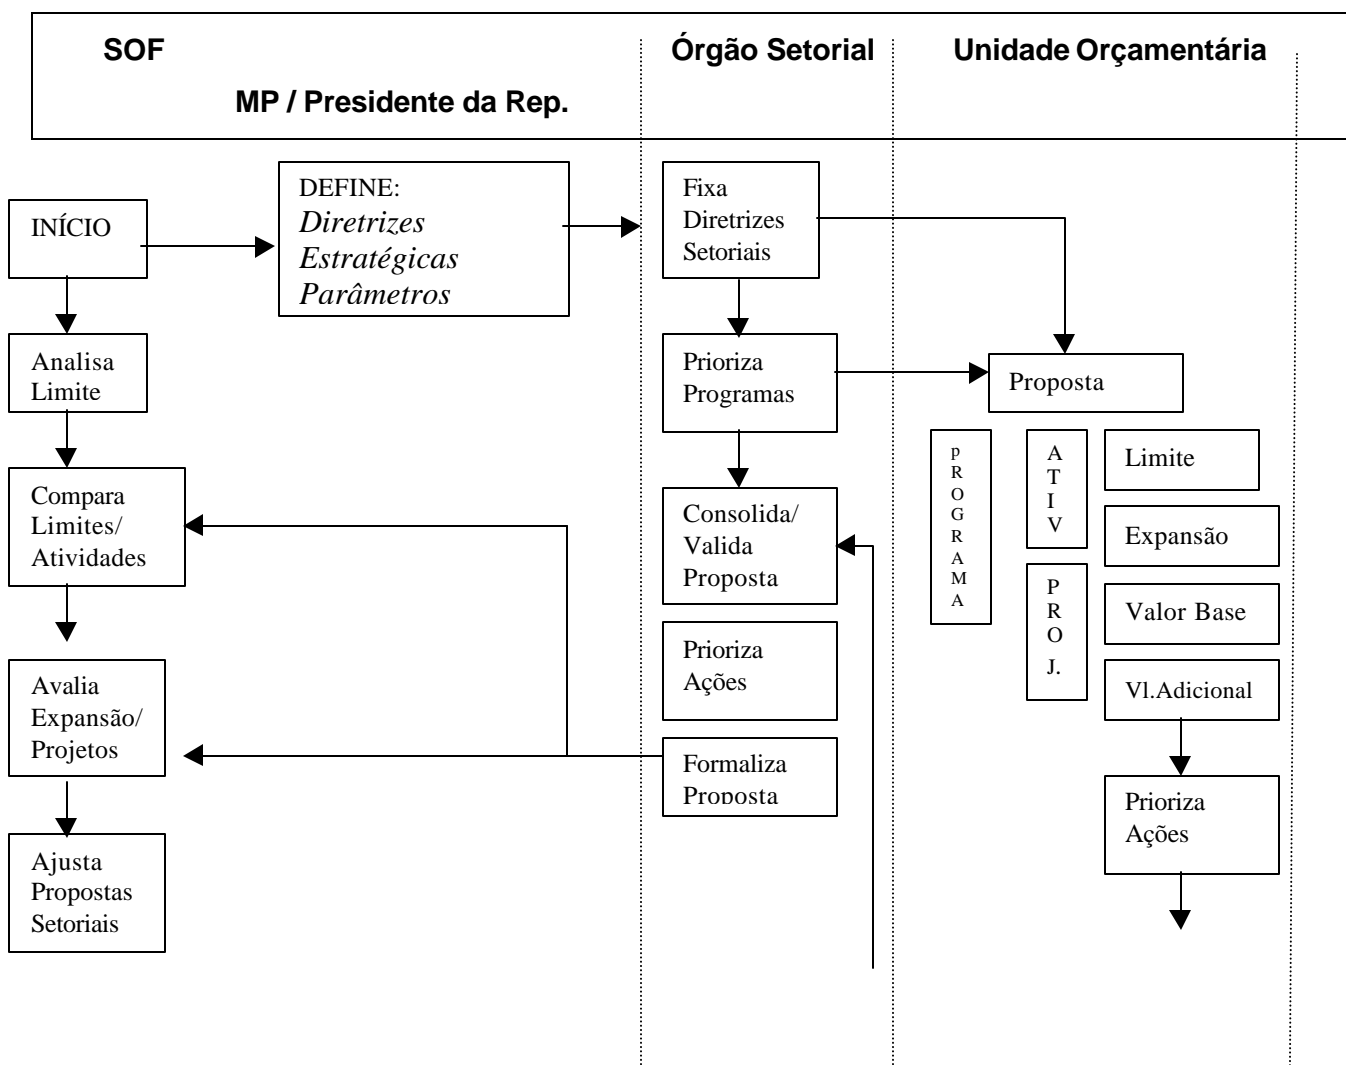 SOF
MP / Presidente da Rep.
Órgão Setorial
Unidade Orçamentária
INÍCIO
DEFINE:
Diretrizes
Estratégicas
Parâmetros
Analisa
Limite
Compara
Limites/
Atividades
Avalia
Expansão/
Projetos
Ajusta
Propostas
Setoriais
Fixa
Diretrizes
Setoriais
Prioriza
Programas
Consolida/
Valida
Proposta
Prioriza
Ações
Formaliza
Proposta
Proposta
P
R
O
G
R
A
M
A
A
T
I
V
P
R
O
J.
Limite
Expansão
Valor Base
Vl.Adicional
Prioriza
Ações